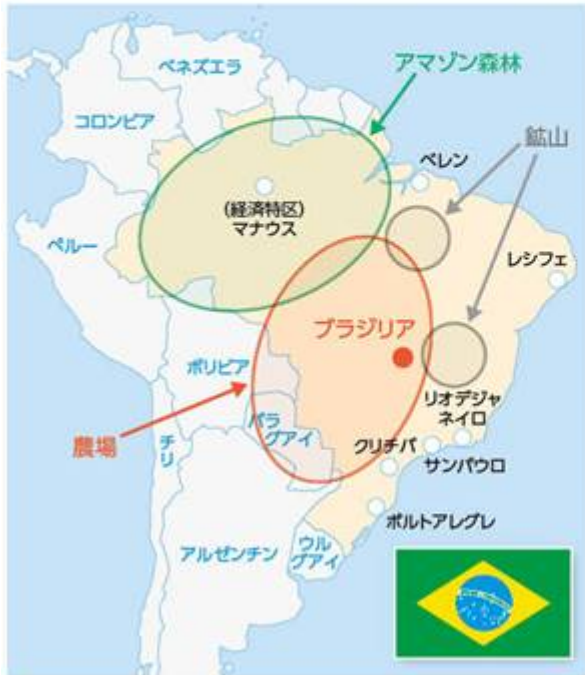 ベネズエラ
アマゾン森林
コロンビア
鉱山
ベレン
(経済特区)
マナウス
ペルー
レシフェ
ブラジリア
ボリビア
リオデジャ
ネイロ
パラ
グアイ
農場
チリ
クリチバ
サンパウロ
ポルトアレグレ
アルゼンチン
ウル
グアイ